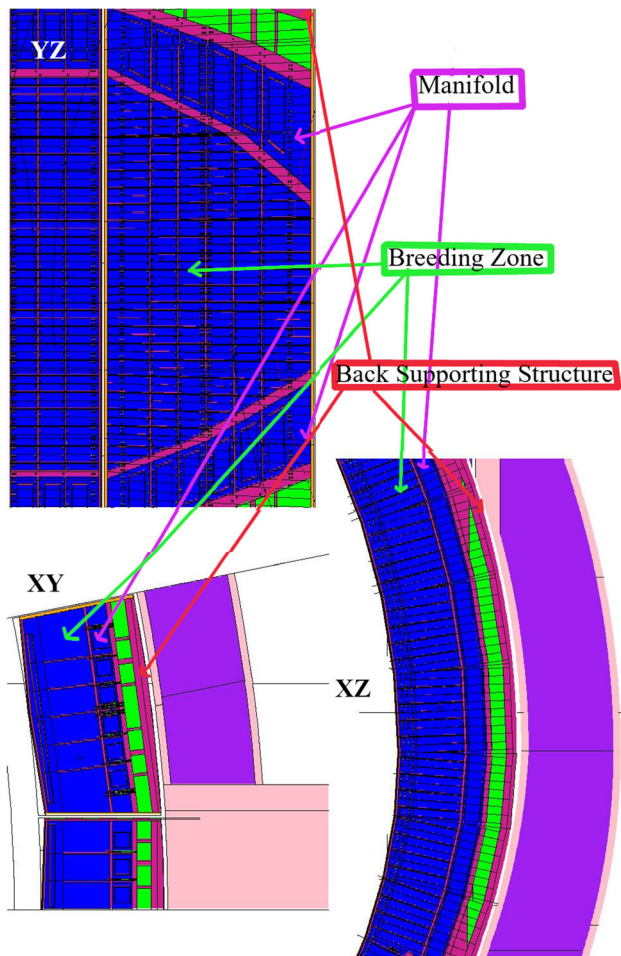 YZ
Manifold
Breeding Zone
Back Supporting Structure
XY
XZ